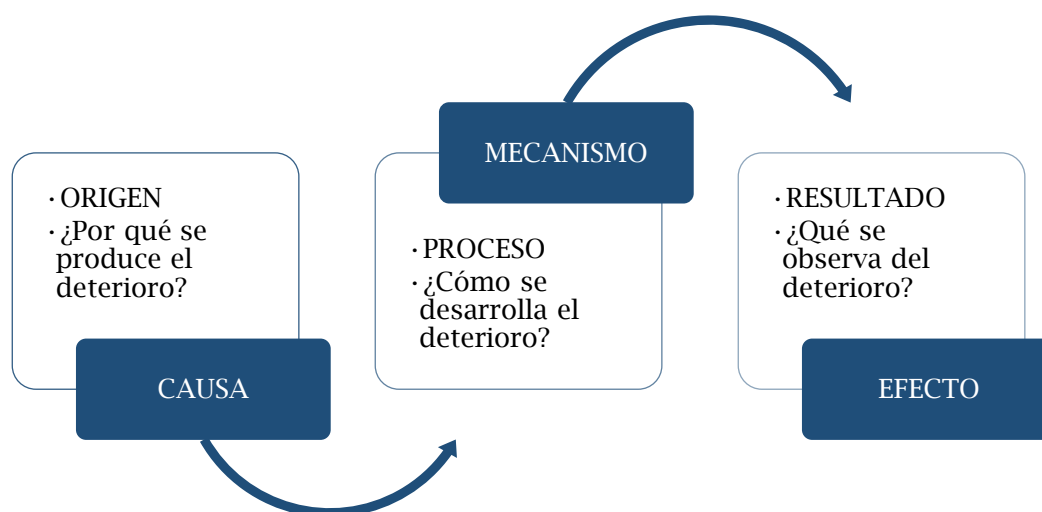 · ORIGEN
· ¿Por qué se
produce el
deterioro?
CAUSA
MECANISMO
· PROCESO
· ¿Cómo se
desarrolla el
deterioro?
· RESULTADO
· ¿Qué se
observa del
deterioro?
EFECTO